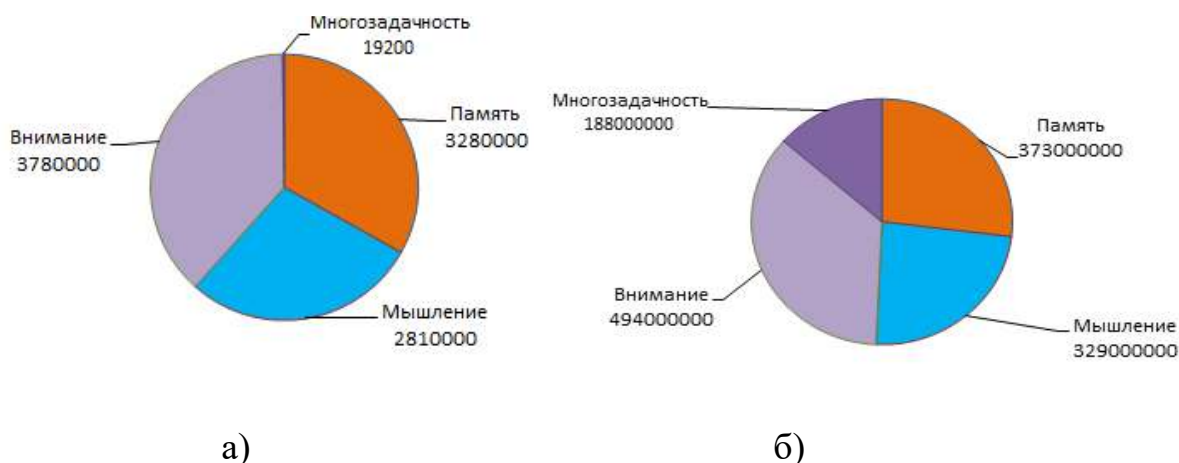 Многозадачность
19200
Память
3280000
Внимание
3780000
Мышление
2810000
а)
Многозадачность
188000000
Память
373000000
Внимание
494000000
Мышление
329000000
б)